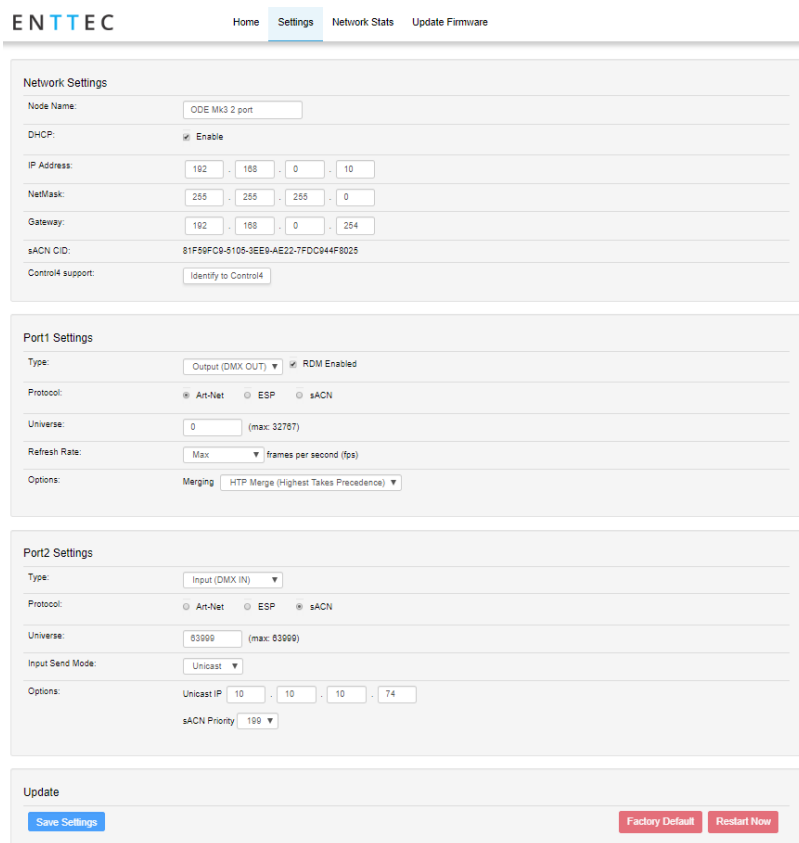 ENTTEC Home Settings Network Stats Update Firmware
Network Settings
Node Name: ODE Mk3 2 port
DHCP: Enable
IP Address: 192 . 168 . 0 . 10
NetMask: 255 . 255 . 255 . 0
Gateway: 192 . 168 . 0 . 254
sACN CID: 81F59FC9-5105-3EE9-AE22-7FDC944F8025
Control4 support: Identify to Control4
Port1 Settings
Type: Output (DMX OUT) RDM Enabled
Protocol: Art-Net ESP sACN
Universe: 0 (max: 32767)
Refresh Rate: Max frames per second (fps)
Options: Merging HTP Merge (Highest Takes Precedence)
Port2 Settings
Type: Input (DMX IN)
Protocol: Art-Net ESP sACN
Universe: 63999 (max: 63999)
Input Send Mode: Unicast
Options: Unicast IP 10 . 10 . 10 . 74
sACN Priority 199
Update
Save Settings Factory Default Restart Now